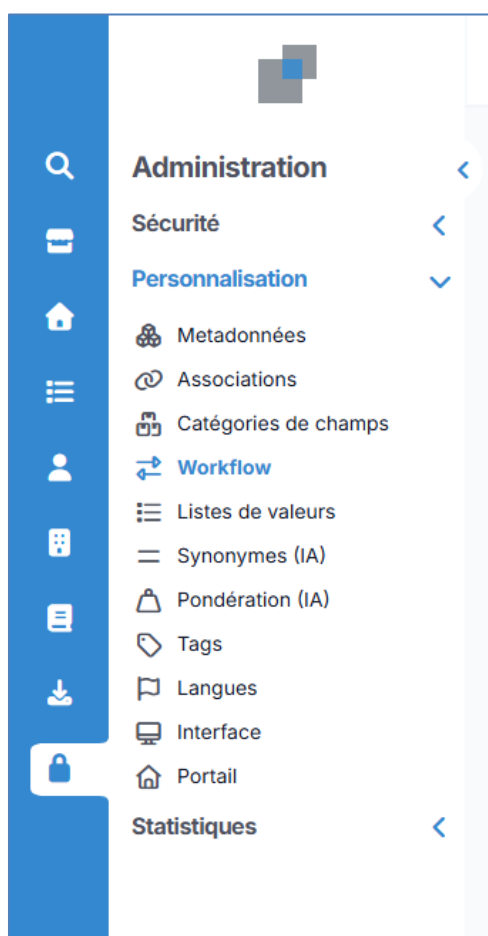 Administration
Sécurité
Personnalisation
Metadonnées
Associations
Catégories de champs
Workflow
Listes de valeurs
Synonymes (IA)
Pondération (IA)
Tags
Langues
Interface
Portail
Statistiques